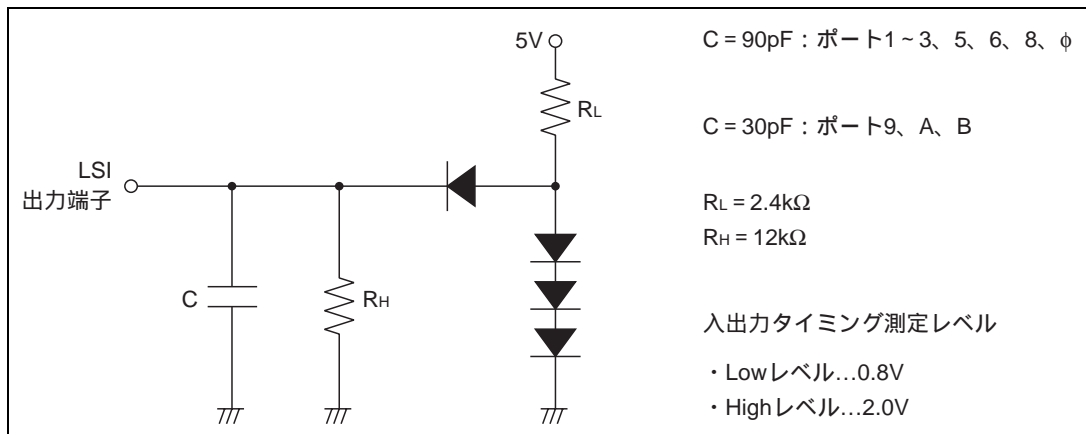 5V
RL
LSI
出力端子
C
RH
C = 90pF : ポート1 ~ 3、5、6、8、φ
C = 30pF : ポート9、A、B
RL = 2.4kΩ
RH = 12kΩ
入出力タイミング測定レベル
・Lowレベル…0.8V
・Highレベル…2.0V